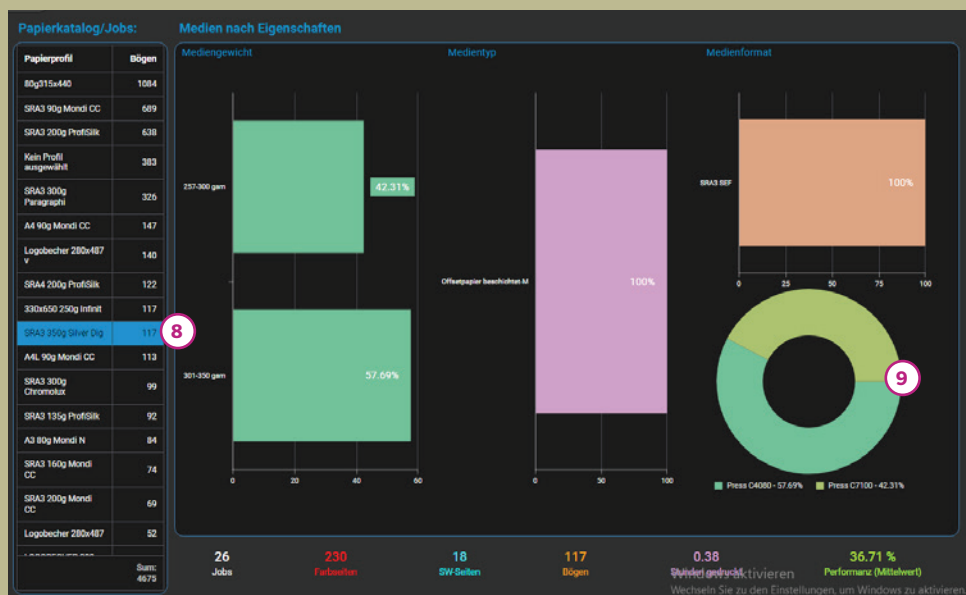 Papierkatalog/Jobs:
Papierprofil Bögen
80g315x440 1084
SRA3 90g Mondi CC 689
SRA3 200g ProfiSilk 638
Kein Profil
ausgewählt 383
SRA3 300g
Paragraphi 326
A4 90g Mondi CC 147
Logobecher 280x487
v 140
SRA4 200g ProfiSilk 122
330x650 250g Infinit 117
SRA3 350g Silver Dig 117
8
A4L 90g Mondi CC 113
SRA3 300g
Chromolux 99
SRA3 135g ProfiSilk 92
A3 80g Mondi N 84
SRA3 160g Mondi
CC 74
SRA3 200g Mondi
CC 69
Logobecher 280x487 52
Sum:
4675
Medien nach Eigenschaften
Mediengewicht
257-300 gsm
42.31%
301-350 gsm
57.69%
0 20 40 60
Medientyp
Offsetpapier beschichtet-M
100%
0 50 100
Medienformat
SRA3 SEF
100%
0 25 50 75 100
9
Press C4080 - 57.69% Press C7100 - 42.31%
26 230 18 117 0.38 36.71 %
Jobs Farbseiten SW-Seiten Bögen Stunden gedruckt Performanz (Mittelwert)
Windows aktivieren
Wechseln Sie zu den Einstellungen, um Windows zu aktivieren.